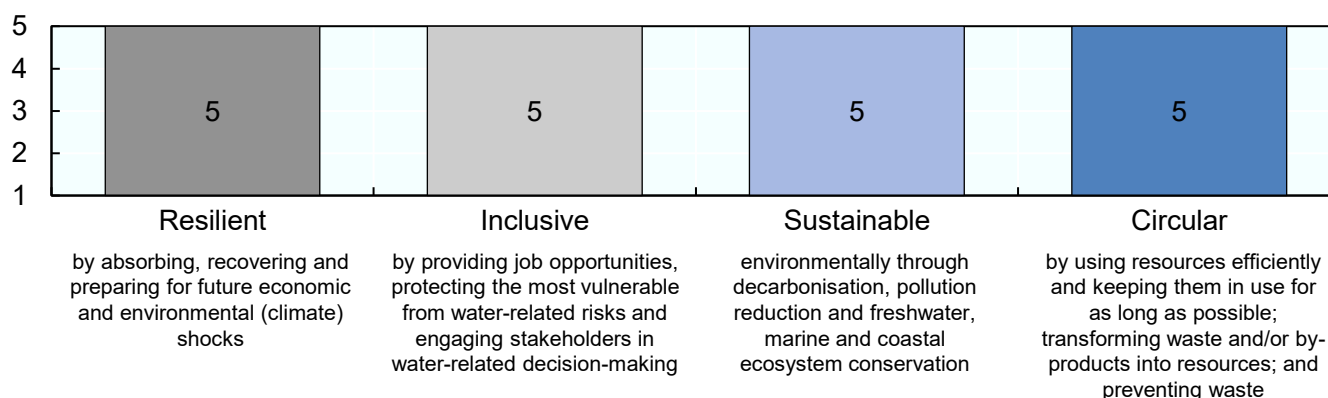 5
4
3
2
1
5
5
5
5
Resilient
Inclusive
Sustainable
Circular
by absorbing, recovering and
preparing for future economic
and environmental (climate)
shocks
by providing job opportunities,
protecting the most vulnerable
from water-related risks and
engaging stakeholders in
water-related decision-making
environmentally through
decarbonisation, pollution
reduction and freshwater,
marine and coastal
ecosystem conservation
by using resources efficiently
and keeping them in use for
as long as possible;
transforming waste and/or by-
products into resources; and
preventing waste